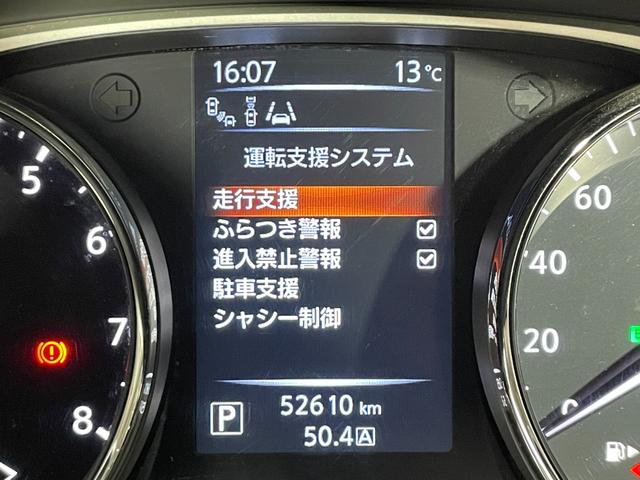 16:07 13℃
運転支援システム
走行支援
ふらつき警報
進入禁止警報
駐車支援
シャシー制御
P 52610 km
50.4 A
5
6
7
8
60
40
20
0